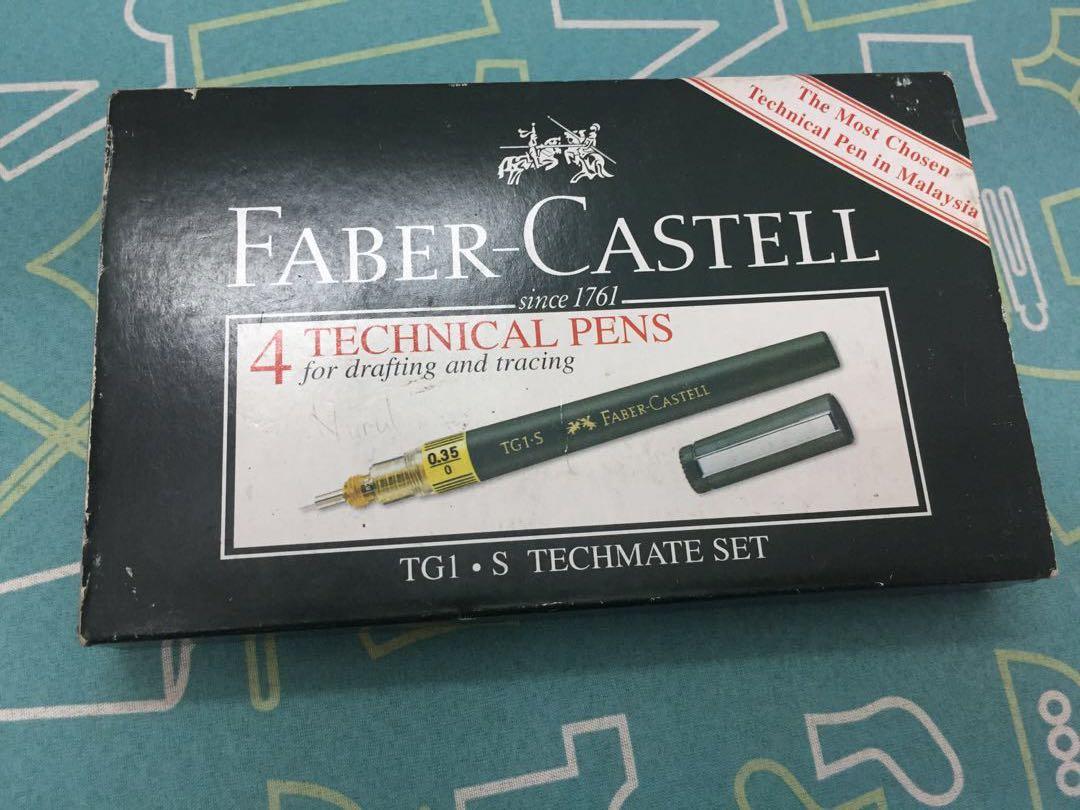 The Most Chosen
Technical Pen in Malaysia
FABER-CASTELL
since 1761
4 TECHNICAL PENS
for drafting and tracing
Nurul
TG1·S FABER-CASTELL
0.35
0
TG1 • S TECHMATE SET